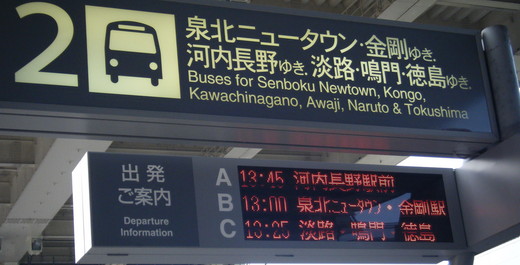 2
泉北ニュータウン・金剛ゆき.
河内長野ゆき. 淡路・鳴門・徳島ゆき.
Buses for Senboku Newtown, Kongo,
Kawachinagano, Awaji, Naruto & Tokushima
出発
ご案内
Departure
Information
A 13:45 河内長野駅前
B 13:00 泉北ニュータウン・金剛駅
C 13:25 淡路・鳴門・徳島